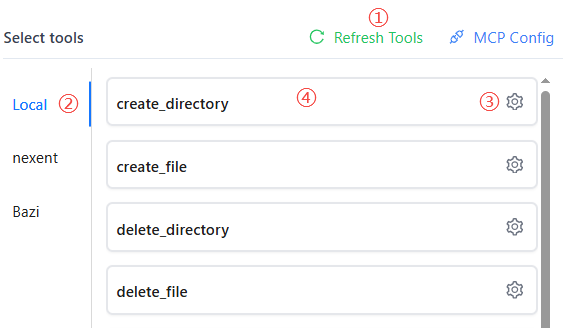 Select tools ① Refresh Tools MCP Config
Local ②
nexent
Bazi
create_directory ④ ③
create_file
delete_directory
delete_file